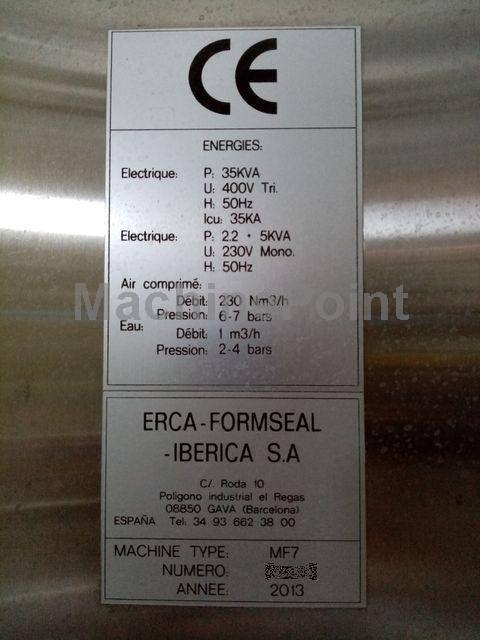 CE
ENERGIES:
Electrique: P: 35KVA
U: 400V Tri.
H: 50Hz
Icu: 35KA
Electrique: P: 2.2 + 5KVA
U: 230V Mono.
H: 50Hz
Air comprimé:
Débit: 230 Nm3/h
Pression: 6-7 bars
Eau: Débit: 1 m3/h
Pression: 2-4 bars
MachinePoint
ERCA-FORMSEAL
-IBERICA S.A
C/. Roda 10
Poligono industrial el Regas
08850 GAVA (Barcelona)
ESPAÑA Tel: 34 93 662 38 00
MACHINE TYPE: MF7
NUMERO:
ANNEE: 2013